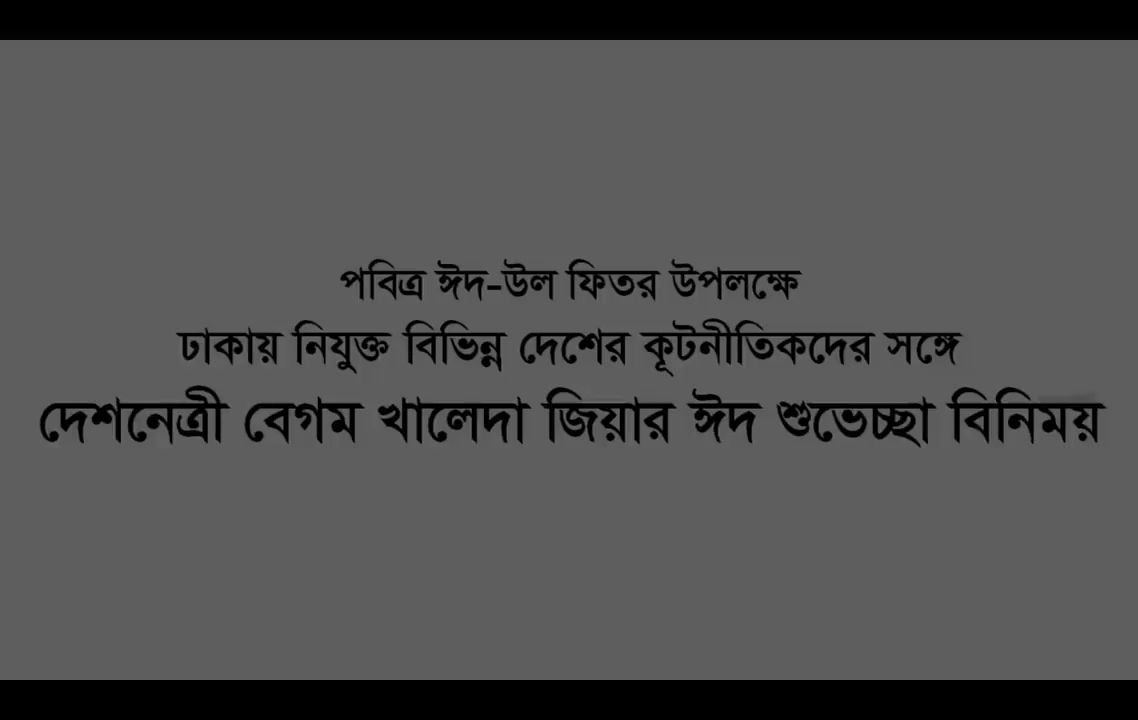 পবিত্র ঈদ-উল ফিতর উপলক্ষে
ঢাকায় নিযুক্ত বিভিন্ন দেশের কূটনীতিকদের সঙ্গে
দেশনেত্রী বেগম খালেদা জিয়ার ঈদ শুভেচ্ছা বিনিময়